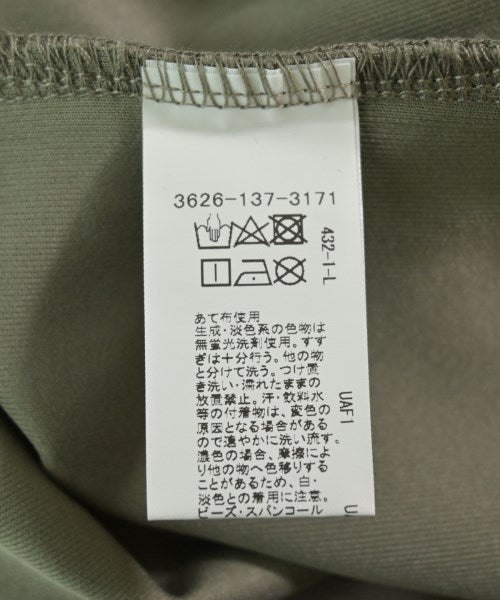 3626-137-3171
432-1-L
あて布使用
生成・淡色系の色物は
無蛍光洗剤使用。すす
ぎは十分行う。他の物
と分けて洗う。つけ置
き洗い・濡れたままの
放置禁止。汗・飲料水
等の付着物は、変色の
原因となる場合がある
ので速やかに洗い流す。
濃色の場合、摩擦によ
り他の物へ色移りする
ことがあるため、白・
淡色との着用に注意。
ビーズ・スパンコール
UAF1
UA